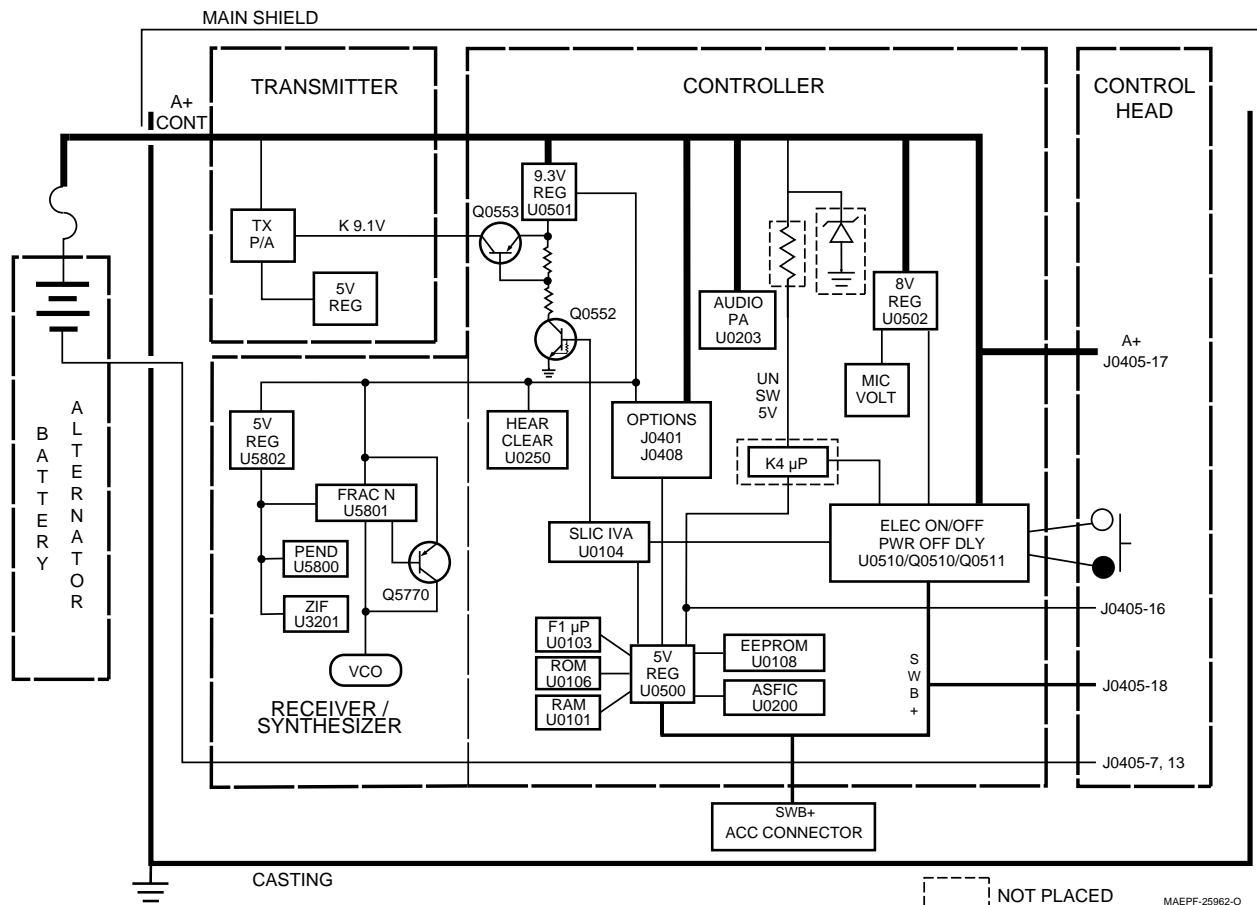 MAIN SHIELD
TRANSMITTER
CONTROLLER
CONTROL
HEAD
A+
CONT
9.3V
REG
U0501
Q0553
TX
P/A
K 9.1V
5V
REG
Q0552
AUDIO
PA
U0203
8V
REG
U0502
A+
J0405-17
MIC
VOLT
UN
SW
5V
BATTERY
ALTERNATOR
5V
REG
U5802
HEAR
CLEAR
U0250
OPTIONS
J0401
J0408
K4 µP
FRAC N
U5801
SLIC IVA
U0104
ELEC ON/OFF
PWR OFF DLY
U0510/Q0510/Q0511
PEND
U5800
Q5770
ZIF
U3201
J0405-16
F1 µP
U0103
ROM
U0106
RAM
U0101
5V
REG
U0500
EEPROM
U0108
ASFIC
U0200
SWB+
J0405-18
VCO
RECEIVER /
SYNTHESIZER
J0405-7, 13
SWB+
ACC CONNECTOR
CASTING
NOT PLACED
MAEPF-25962-O